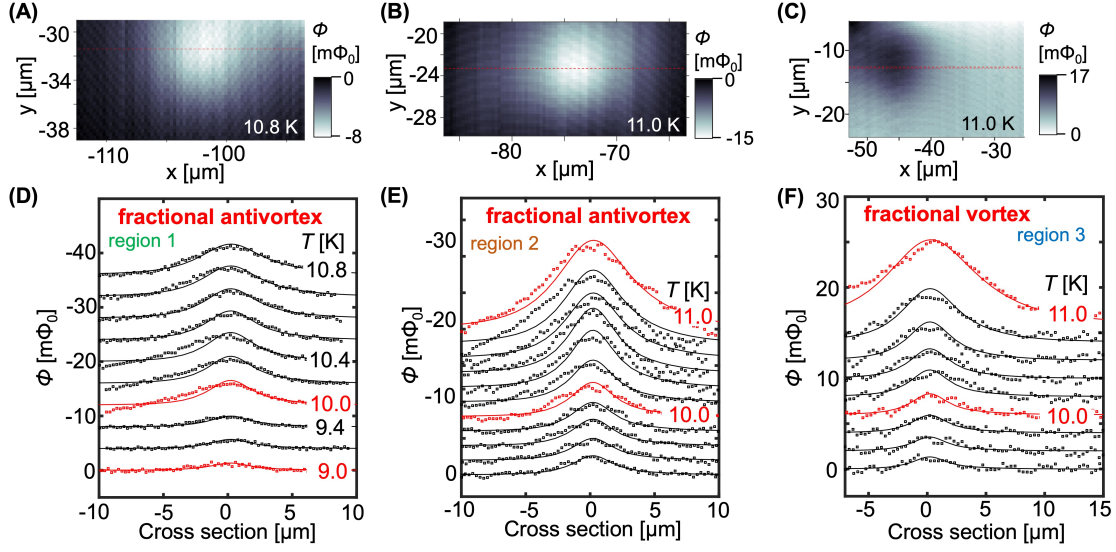 (A)
-30
-34
-38
y [µm]
-110
-100
x [µm]
10.8 K
Φ
[mΦ₀]
0
-8
(B)
-20
-24
-28
y [µm]
-80
-70
x [µm]
11.0 K
Φ
[mΦ₀]
0
-15
(C)
-10
-20
y [µm]
-50
-40
-30
x [µm]
11.0 K
Φ
[mΦ₀]
17
0
(D)
fractional antivortex
region 1
T [K]
10.8
10.4
10.0
9.4
9.0
-40
-30
-20
-10
0
Φ [mΦ₀]
-10
-5
0
5
10
Cross section [µm]
(E)
fractional antivortex
region 2
T [K]
11.0
10.0
-30
-20
-10
0
Φ [mΦ₀]
-10
-5
0
5
10
Cross section [µm]
(F)
fractional vortex
region 3
T [K]
11.0
10.0
30
20
10
0
Φ [mΦ₀]
-5
0
5
10
15
Cross section [µm]